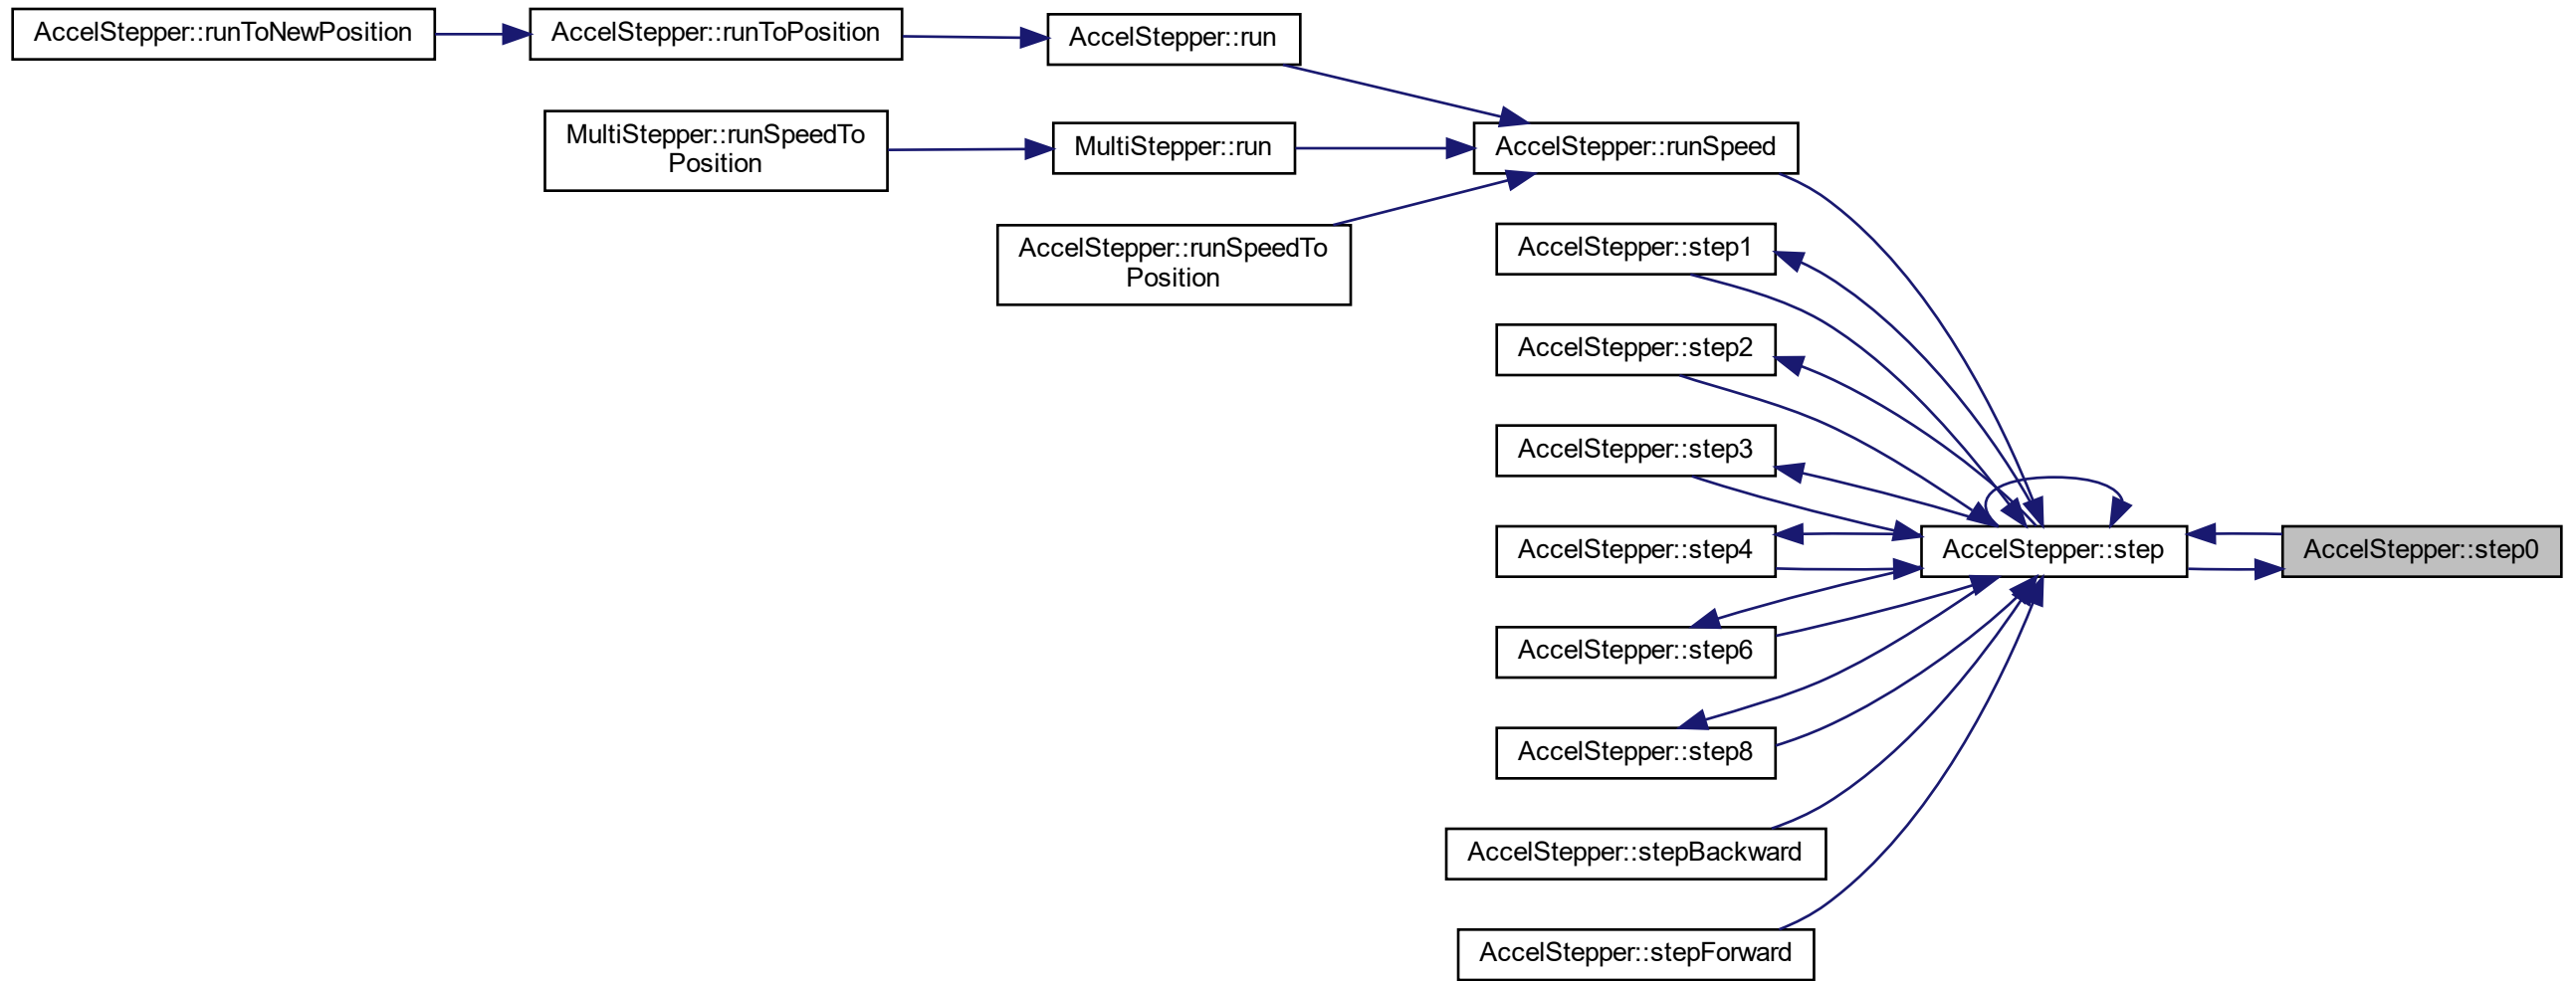 AccelStepper::runToNewPosition
AccelStepper::runToPosition
AccelStepper::run
MultiStepper::runSpeedTo
Position
MultiStepper::run
AccelStepper::runSpeed
AccelStepper::runSpeedTo
Position
AccelStepper::step1
AccelStepper::step2
AccelStepper::step3
AccelStepper::step4
AccelStepper::step
AccelStepper::step0
AccelStepper::step6
AccelStepper::step8
AccelStepper::stepBackward
AccelStepper::stepForward